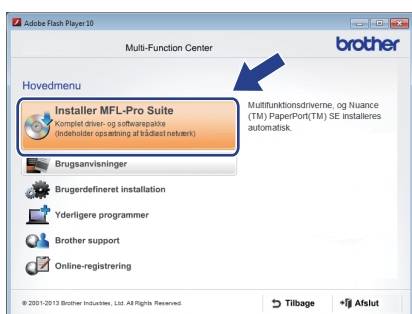 Adobe Flash Player 10
Multi-Function Center
brother
Hovedmenu
Installer MFL-Pro Suite
Komplet driver- og softwarepakke
(Indeholder opsætning af trådløst netværk)
Multifunktionsdriverne, og Nuance
(TM) PaperPort(TM) SE installeres
automatisk.
Brugsanvisninger
Brugerdefineret installation
Yderligere programmer
Brother support
Online-registrering
© 2001-2013 Brother Industries, Ltd. All Rights Reserved.
Tilbage
Afslut